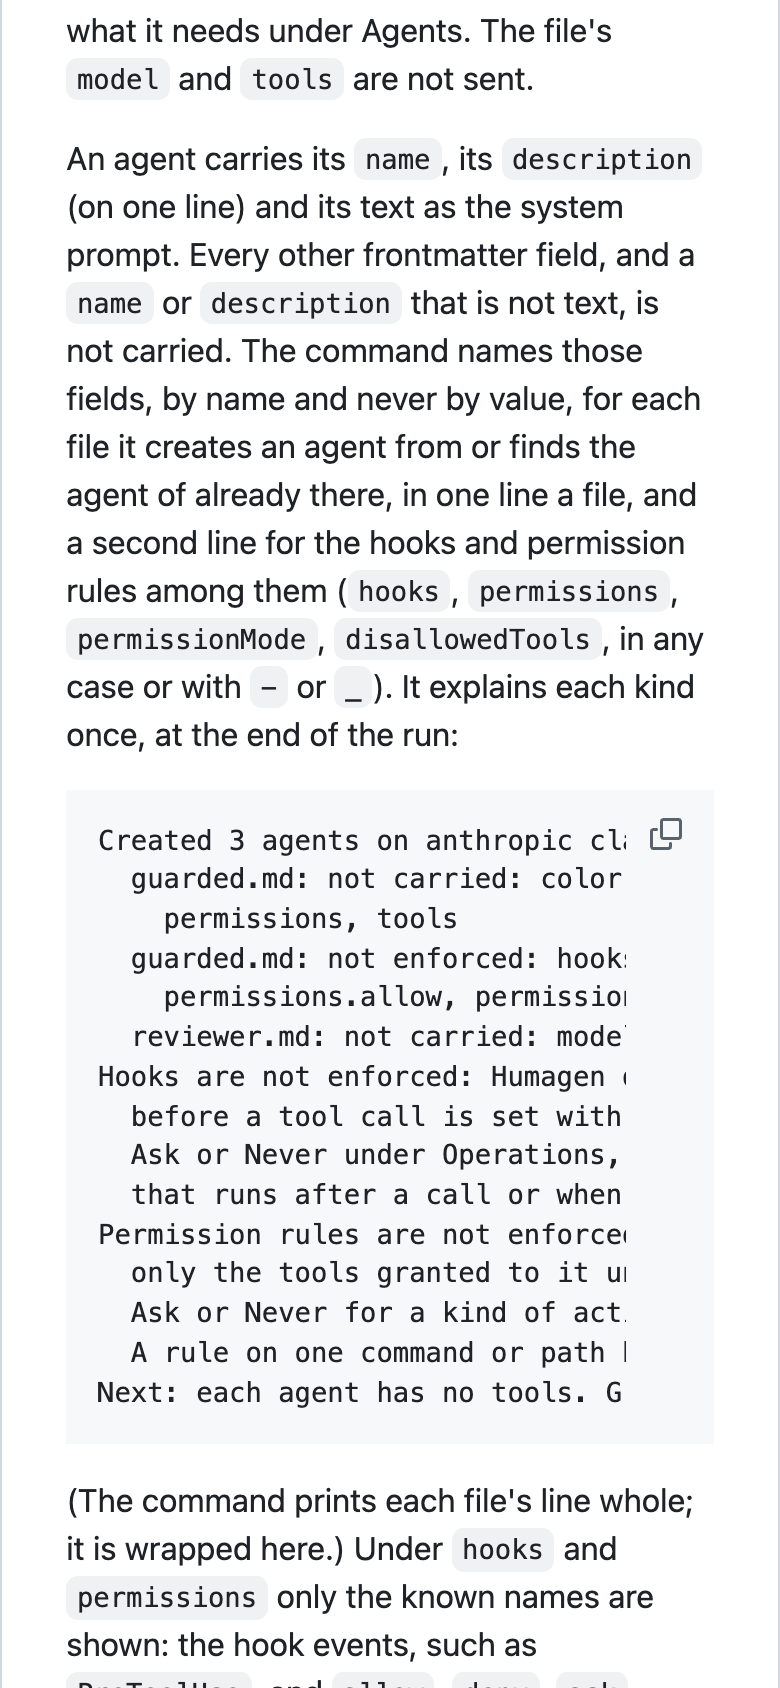 what it needs under Agents. The file's
model and tools are not sent.
An agent carries its name, its description
(on one line) and its text as the system
prompt. Every other frontmatter field, and a
name or description that is not text, is
not carried. The command names those
fields, by name and never by value, for each
file it creates an agent from or finds the
agent of already there, in one line a file, and
a second line for the hooks and permission
rules among them (hooks, permissions,
permissionMode, disallowedTools, in any
case or with - or _). It explains each kind
once, at the end of the run:
Created 3 agents on anthropic
guarded.md: not carried: color
permissions, tools
guarded.md: not enforced:
permissions.allow,
reviewer.md: not carried:
Hooks are not enforced: Humagen
before a tool call is set with
Ask or Never under Operations,
that runs after a call or when
Permission rules are not
only the tools granted to it
Ask or Never for a kind of
A rule on one command or path
Next: each agent has no tools. G
(The command prints each file's line whole;
it is wrapped here.) Under hooks and
permissions only the known names are
shown: the hook events, such as